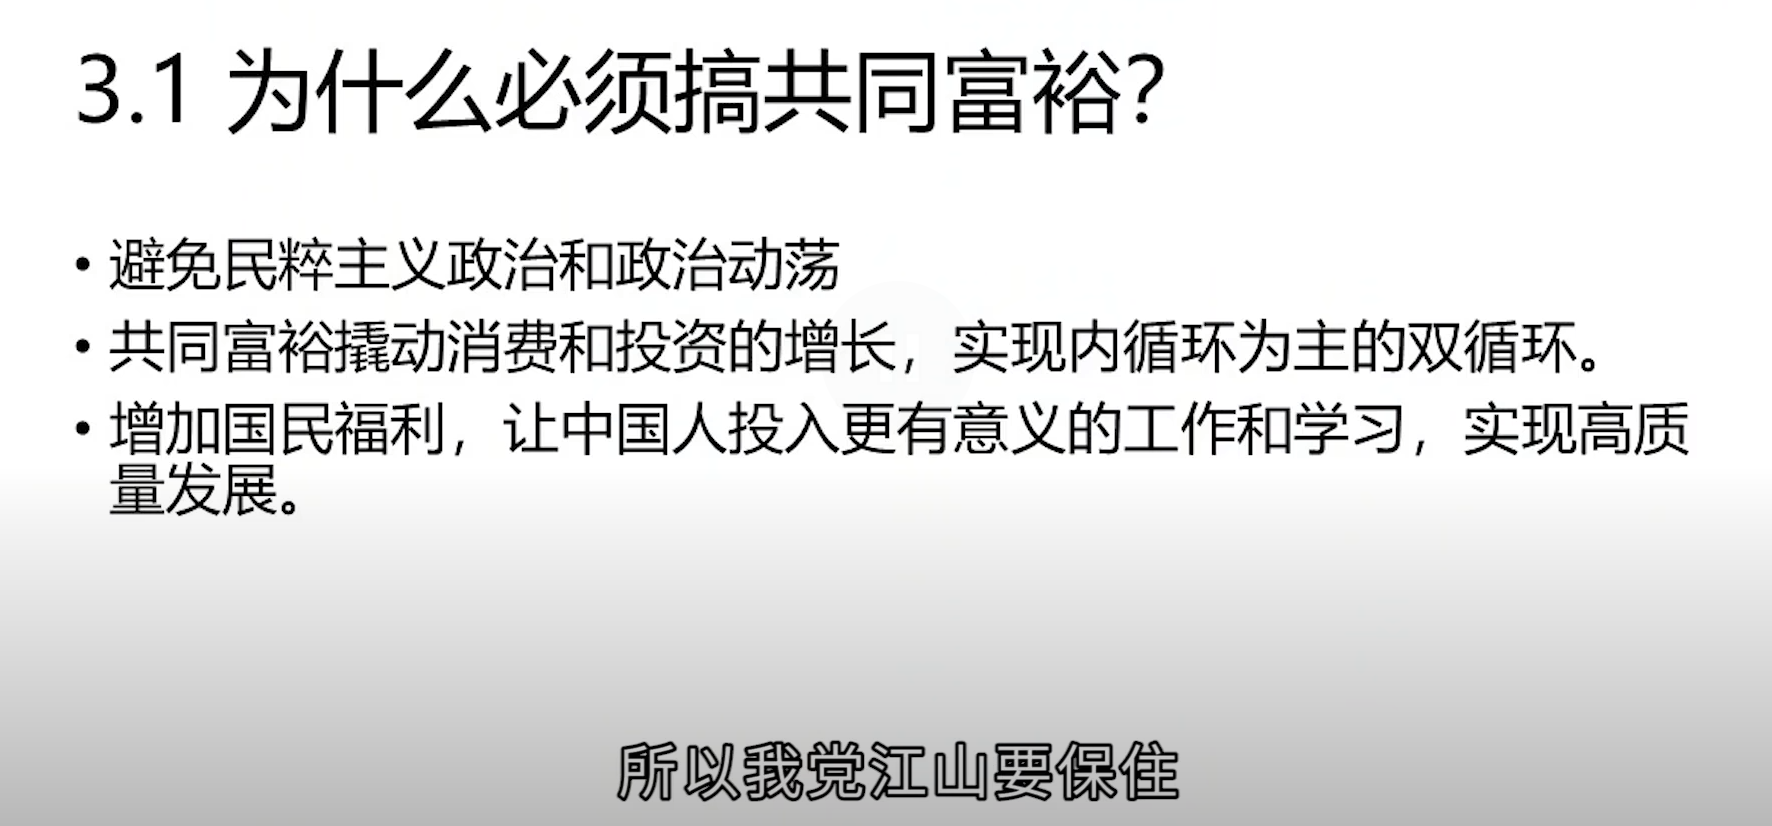 3.1 为什么必须搞共同富裕？
• 避免民粹主义政治和政治动荡
• 共同富裕撬动消费和投资的增长，实现内循环为主的双循环。
• 增加国民福利，让中国人投入更有意义的工作和学习，实现高质
量发展。
所以我党江山要保住